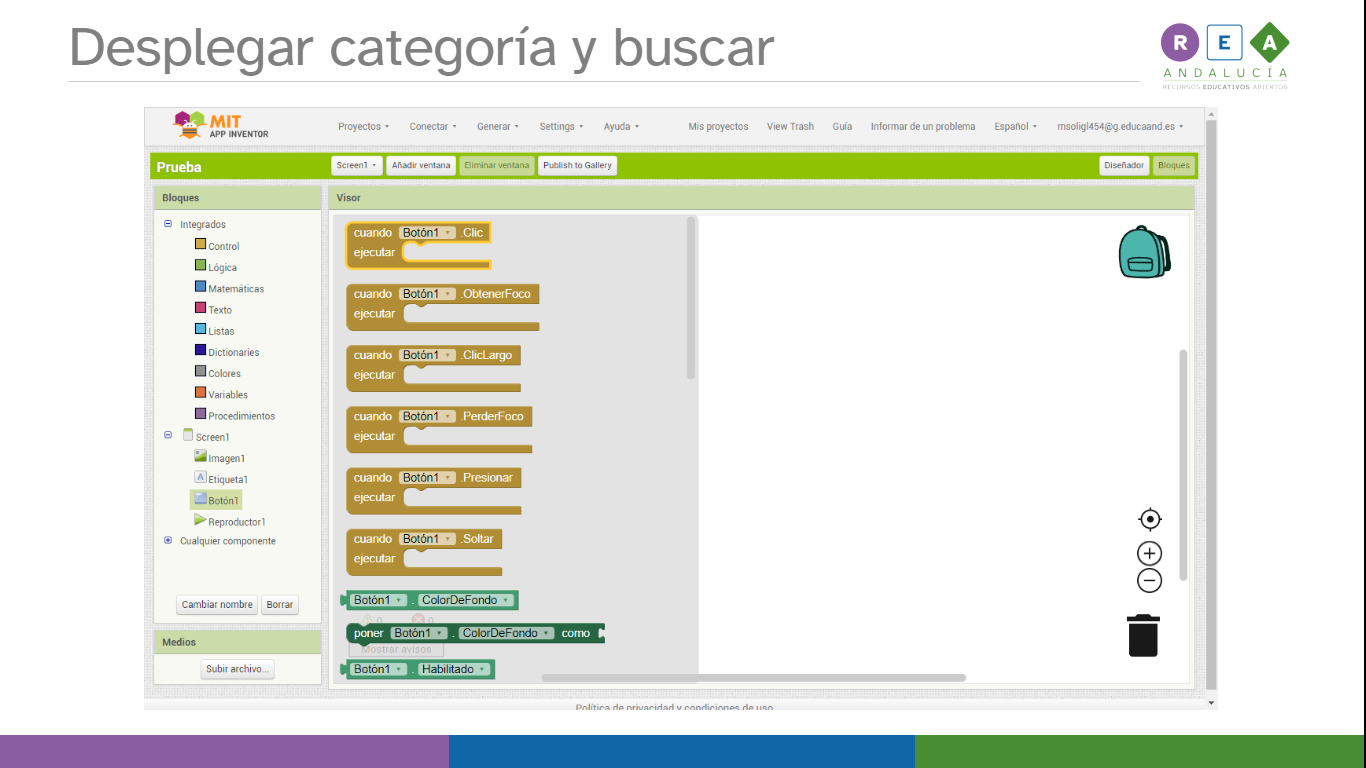 Desplegar categoría y buscar
R E A
ANDALUCÍA
RECURSOS EDUCATIVOS ABIERTOS
MIT
APP INVENTOR
Proyectos Conectar Generar Settings Ayuda Mis proyectos View Trash Guía Informar de un problema Español msoligl454@g.educaand.es
Prueba Screen1 Añadir ventana Eliminar ventana Publish to Gallery Diseñador Bloques
Bloques
Visor
Integrados
Control
Lógica
Matemáticas
Texto
Listas
Dictionaries
Colores
Variables
Procedimientos
Screen1
Imagen1
Etiqueta1
Botón1
Reproductor1
Cualquier componente
Cambiar nombre Borrar
Medios
Subir archivo...
cuando Botón1 .Clic
ejecutar
cuando Botón1 .ObtenerFoco
ejecutar
cuando Botón1 .ClicLargo
ejecutar
cuando Botón1 .PerderFoco
ejecutar
cuando Botón1 .Presionar
ejecutar
cuando Botón1 .Soltar
ejecutar
Botón1 . ColorDeFondo
0 0
poner Botón1 . ColorDeFondo como
Mostrar avisos
Botón1 . Habilitado
Política de privacidad y condiciones de uso